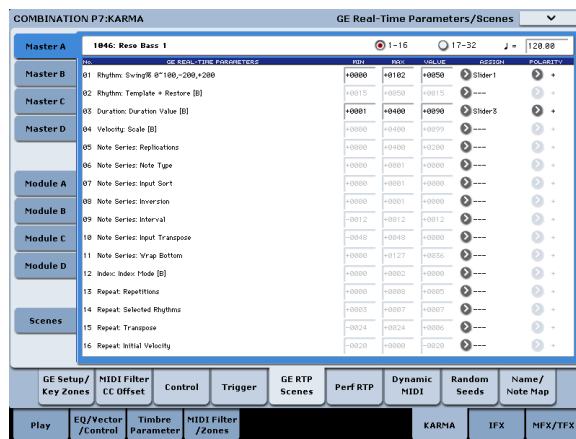 COMBINATION P7:KARMA GE Real-Time Parameters/Scenes
Master A 1046: Reso Bass 1 1-16 17-32 ♩ = 120.00
No. GE REAL-TIME PARAMETERS MIN MAX VALUE ASSIGN POLARITY
Master B 01 Rhythm: Swing% 0~100,-200,+200 +0000 +0102 +0050 Slider1 +
02 Rhythm: Template + Restore [B] +0015 +0050 +0015 --- +
Master C 03 Duration: Duration Value [B] +0001 +0400 +0090 Slider3 +
Master D 04 Velocity: Scale [B] +0000 +0400 +0099 --- +
05 Note Series: Replications +0000 +0400 +0200 --- +
06 Note Series: Note Type +0000 +0001 +0000 --- +
Module A 07 Note Series: Input Sort +0000 +0001 +0000 --- +
08 Note Series: Inversion +0000 +0001 +0000 --- +
Module B 09 Note Series: Interval -0012 +0012 +0012 --- +
Module C 10 Note Series: Input Transpose -0048 +0048 +0000 --- +
Module D 11 Note Series: Wrap Bottom +0000 +0127 +0036 --- +
12 Index: Index Mode [B] +0000 +0002 +0000 --- +
13 Repeat: Repetitions +0000 +0008 +0005 --- +
Scenes 14 Repeat: Selected Rhythms +0003 +0007 +0007 --- +
15 Repeat: Transpose -0024 +0024 +0006 --- +
16 Repeat: Initial Velocity -0020 +0000 -0020 --- +
GE Setup/ Key Zones MIDI Filter CC Offset Control Trigger GE RTP Scenes Perf RTP Dynamic MIDI Random Seeds Name/ Note Map
Play EQ/Vector /Control Timbre Parameter MIDI Filter /Zones KARMA IFX MFX/TFX